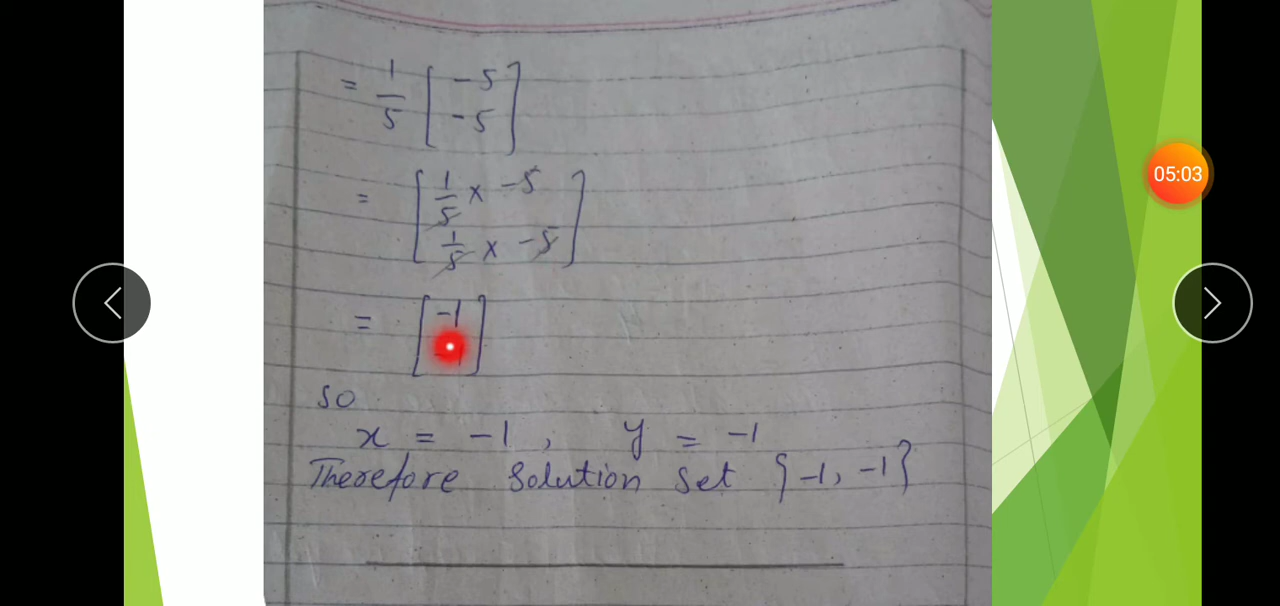 = 1/5 [ -5
-5 ]
= [ 1/5 × -5
1/5 × -5 ]
= [ -1
-1 ]
so
x = -1, y = -1
Therefore Solution Set {-1, -1}
05:03